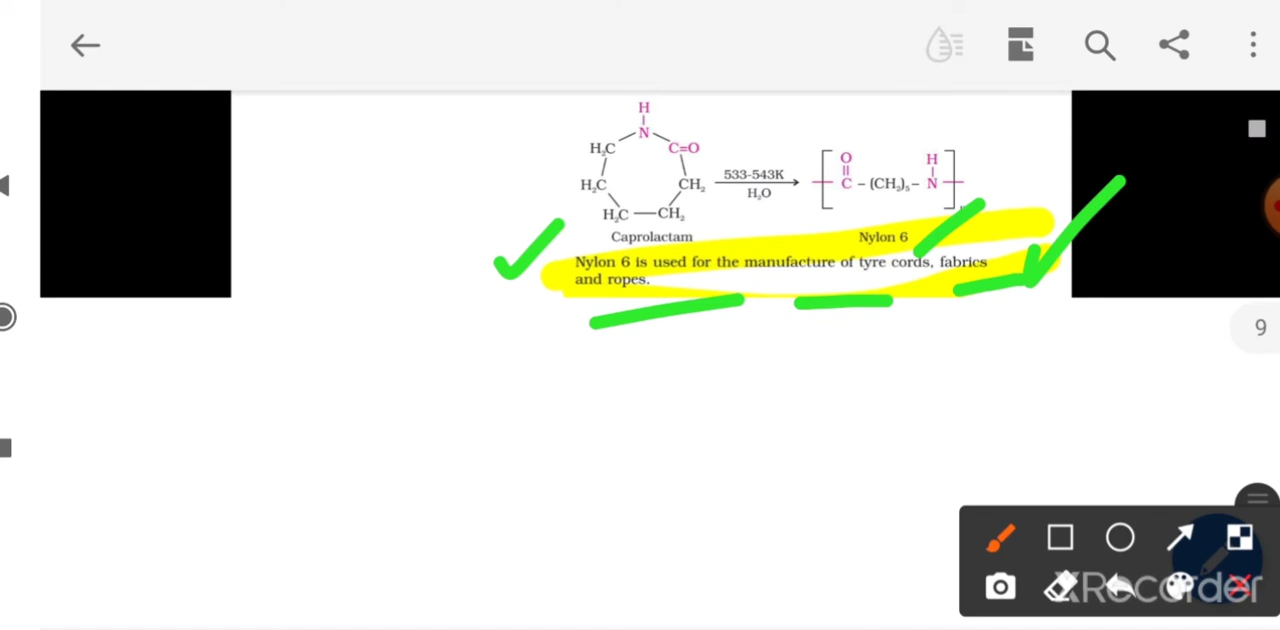 H
N
H₂C C=O
H₂C CH₂
H₂C CH₂
533-543K
H₂O
O H
C – (CH₂)₅ – N
Caprolactam Nylon 6
Nylon 6 is used for the manufacture of tyre cords, fabrics
and ropes.
9
XRecorder